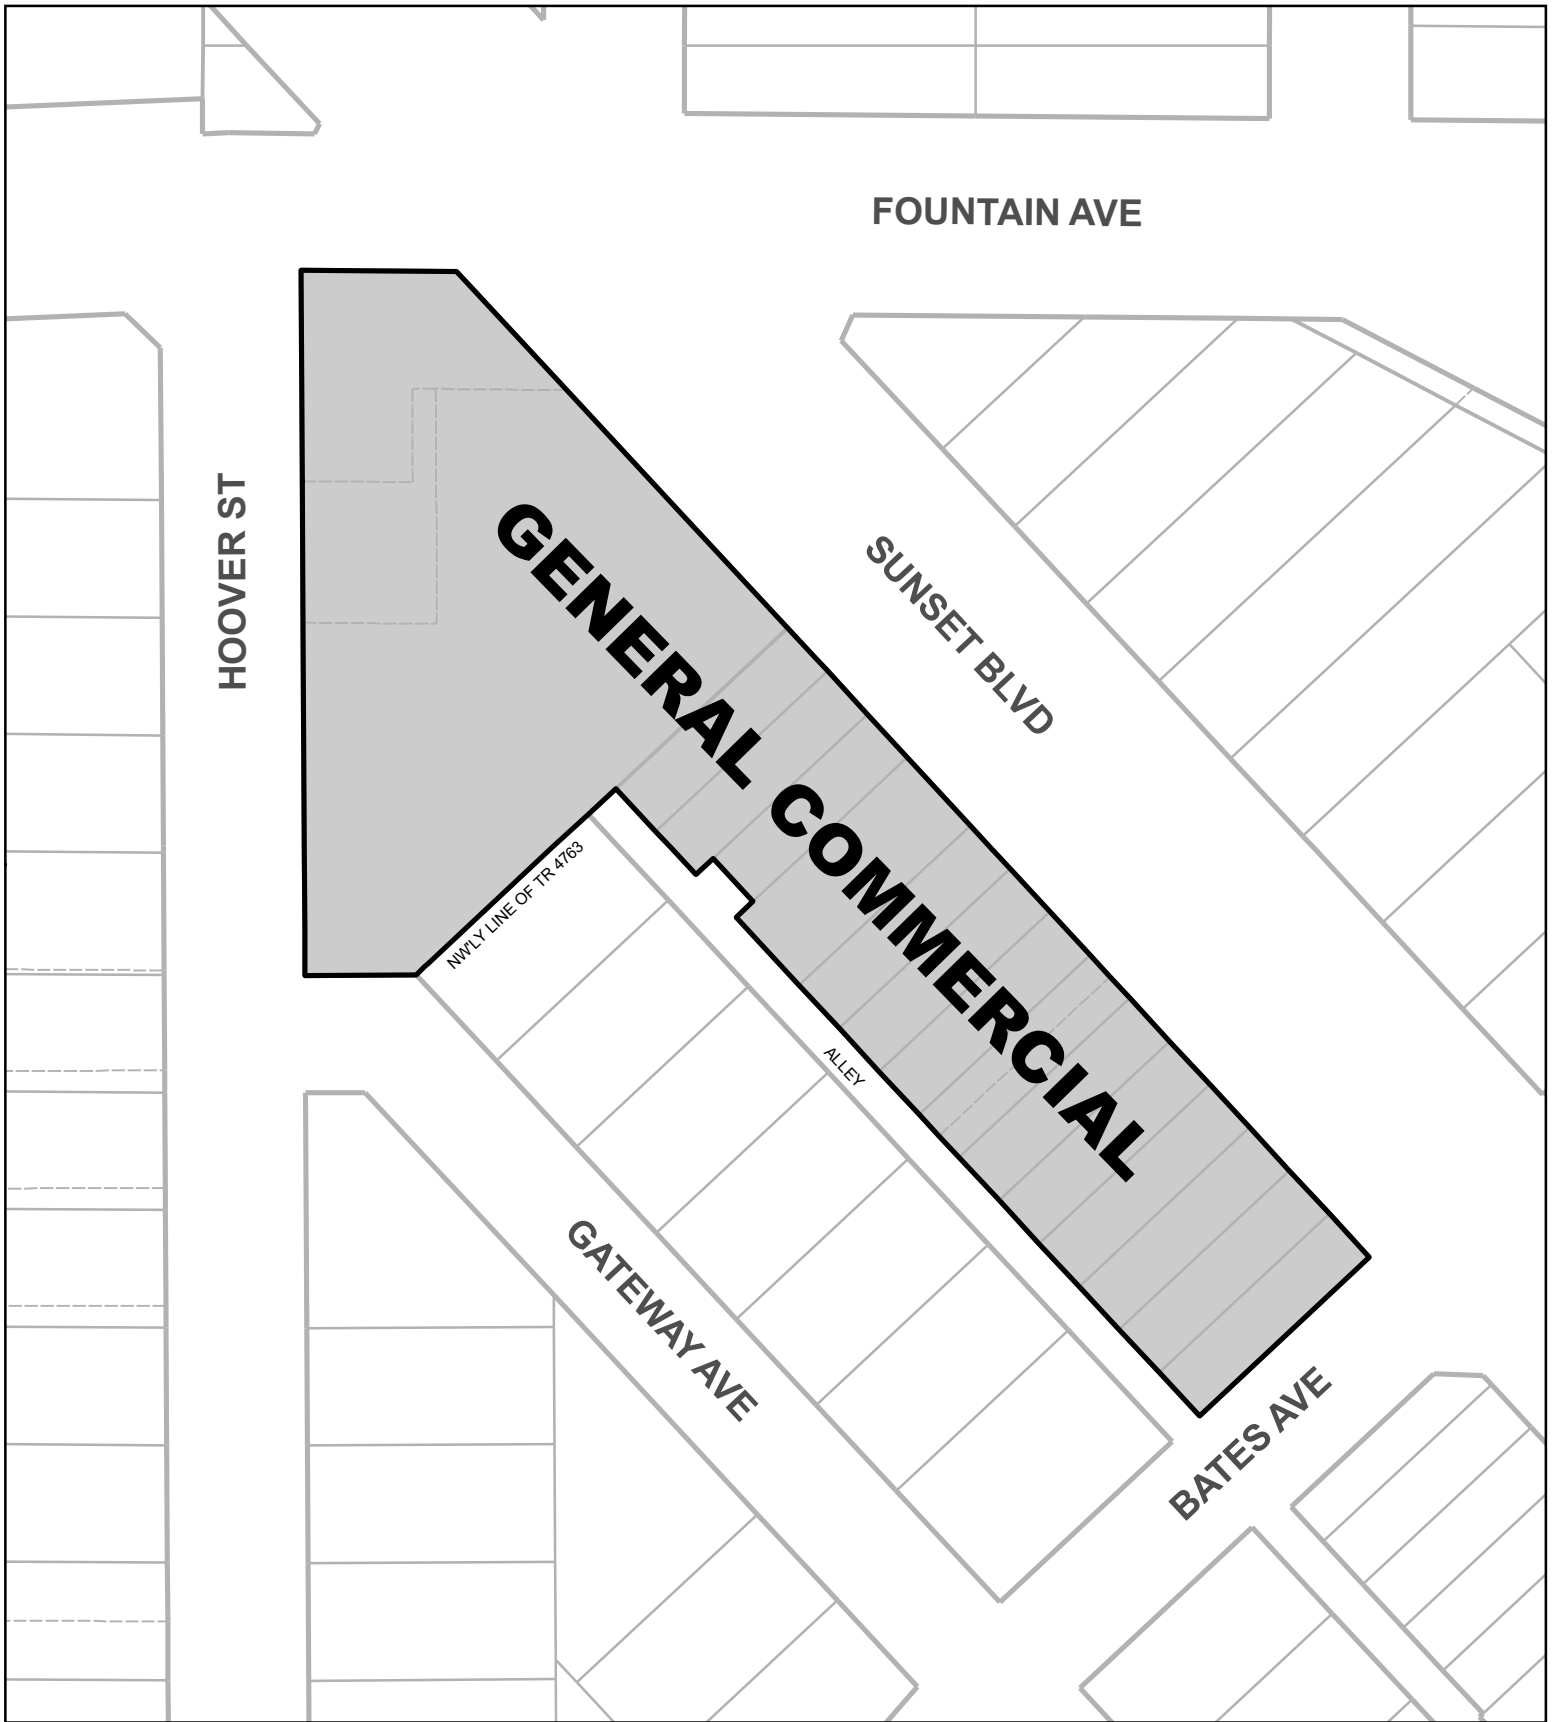 FOUNTAIN AVE
HOOVER ST
SUNSET BLVD
GENERAL COMMERCIAL
NW'LY LINE OF TR 4763
ALLEY
GATEWAY AVE
BATES AVE